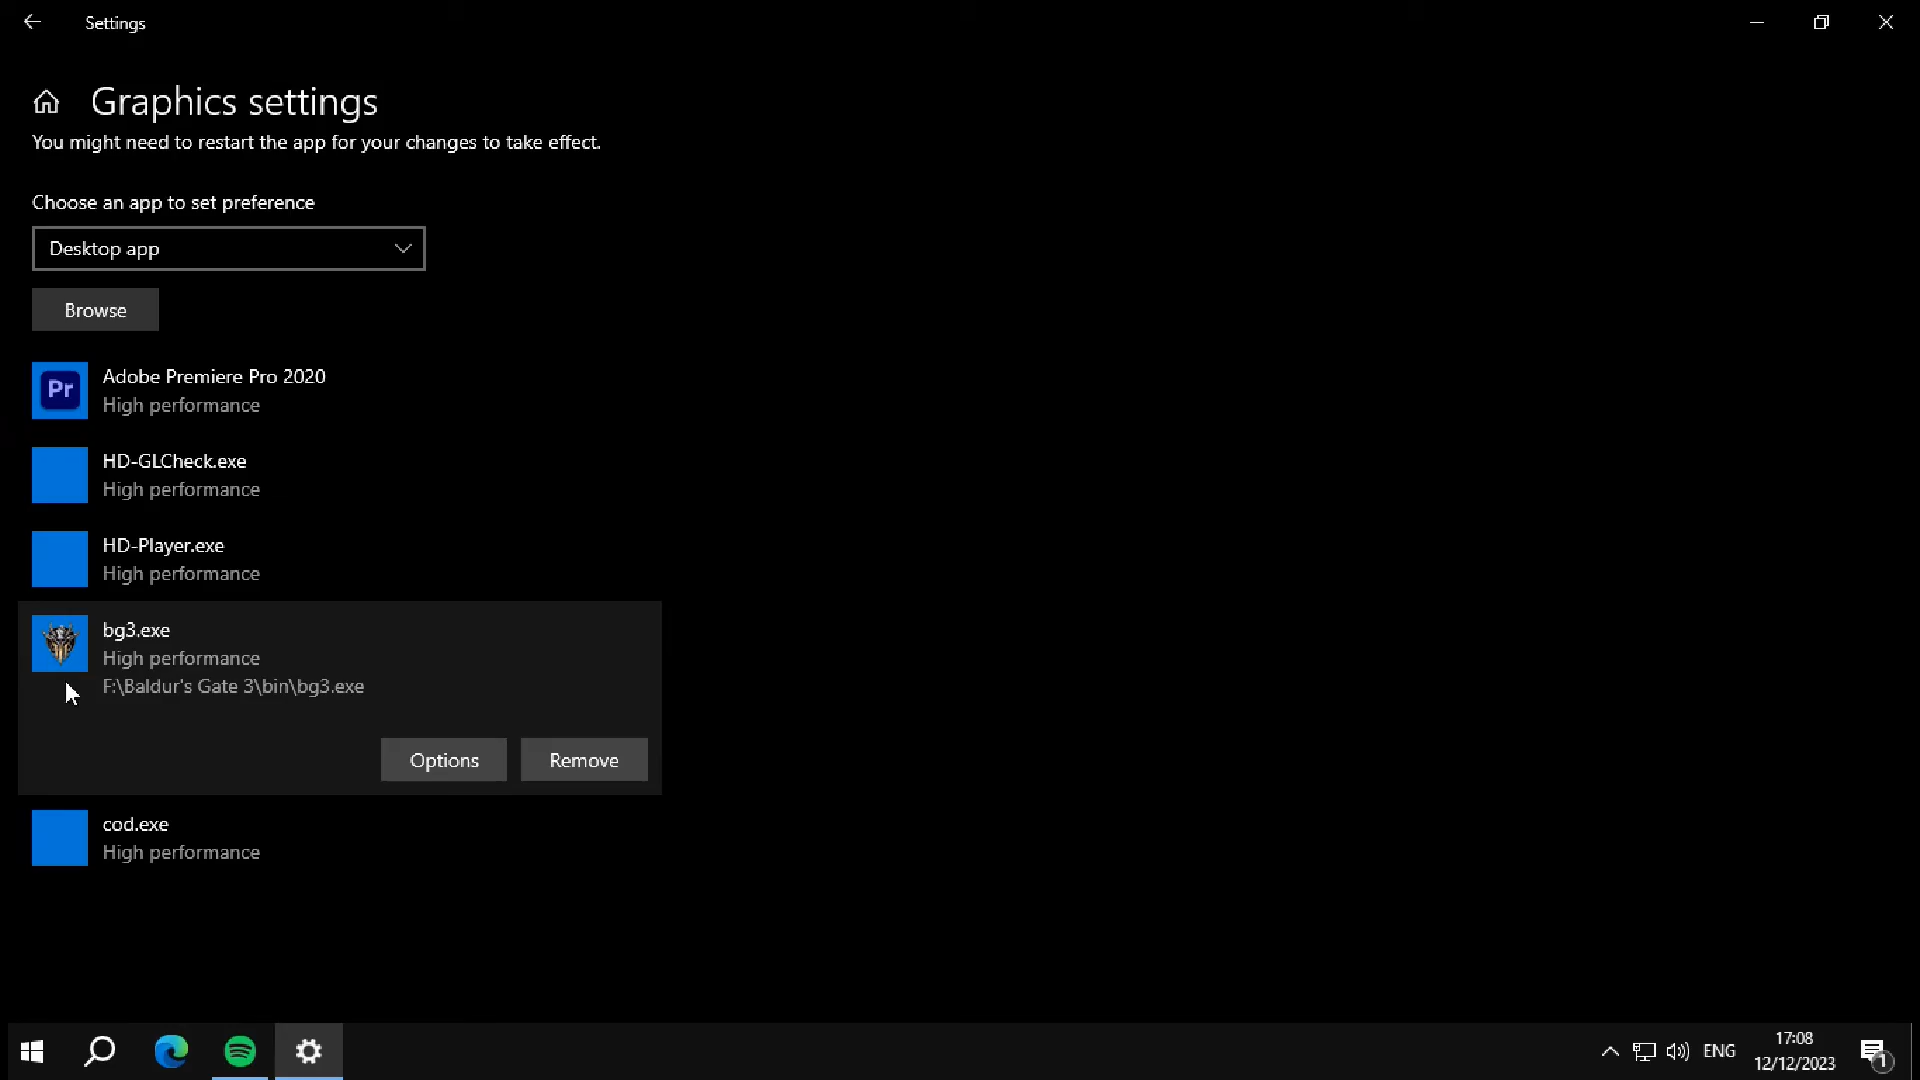 Settings
Graphics settings
You might need to restart the app for your changes to take effect.
Choose an app to set preference
Desktop app
Browse
Pr
Adobe Premiere Pro 2020
High performance
HD-GLCheck.exe
High performance
HD-Player.exe
High performance
bg3.exe
High performance
F:\Baldur's Gate 3\bin\bg3.exe
Options
Remove
cod.exe
High performance
ENG
17:08
12/12/2023
1